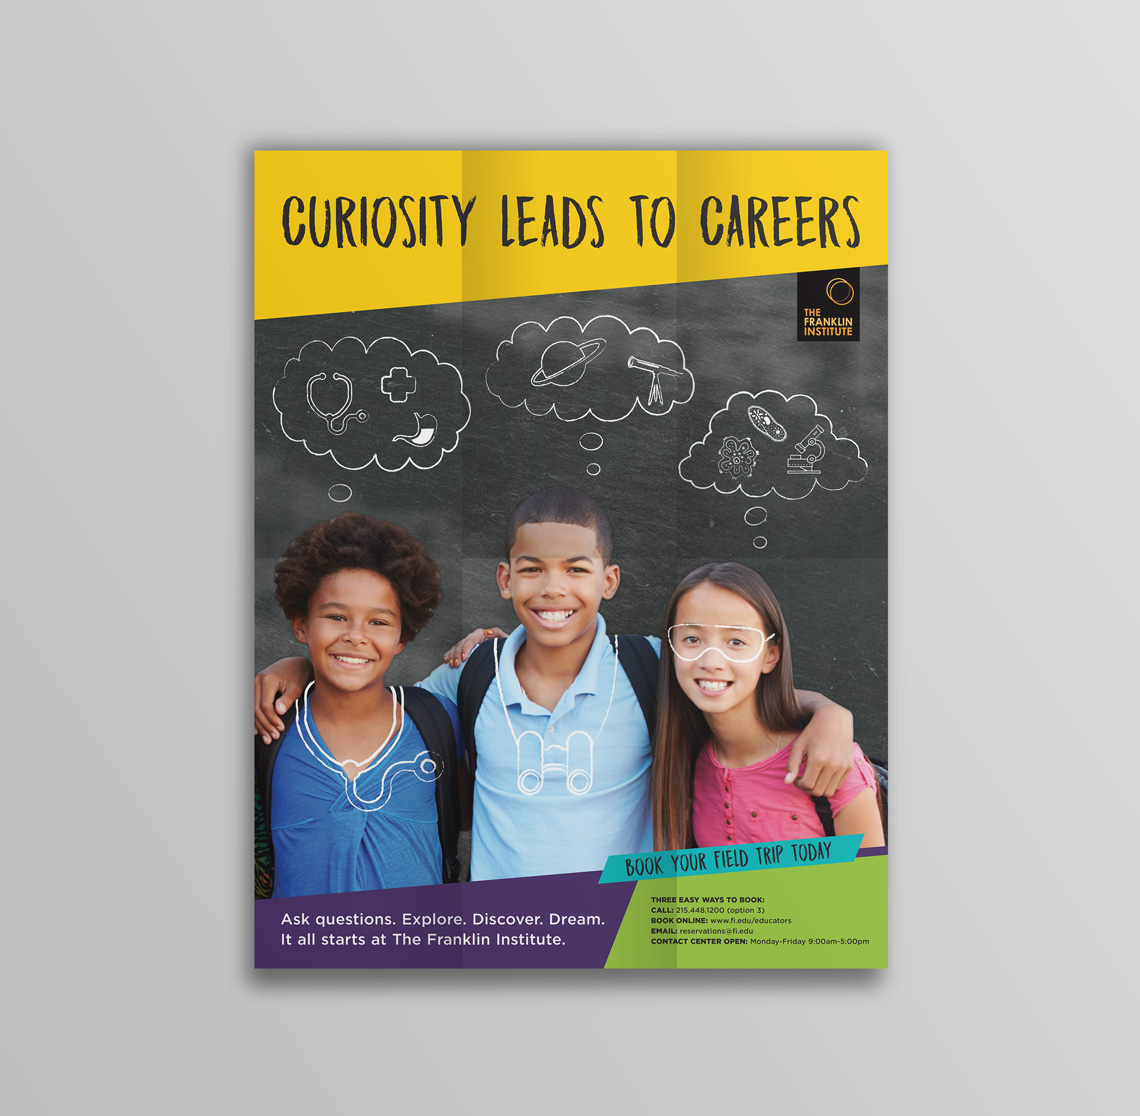 CURIOSITY LEADS TO CAREERS
THE
FRANKLIN
INSTITUTE
BOOK YOUR FIELD TRIP TODAY
Ask questions. Explore. Discover. Dream.
It all starts at The Franklin Institute.
THREE EASY WAYS TO BOOK:
CALL: 215.448.1200 (option 3)
BOOK ONLINE: www.fi.edu/educators
EMAIL: reservations@fi.edu
CONTACT CENTER OPEN: Monday-Friday 9:00am-5:00pm